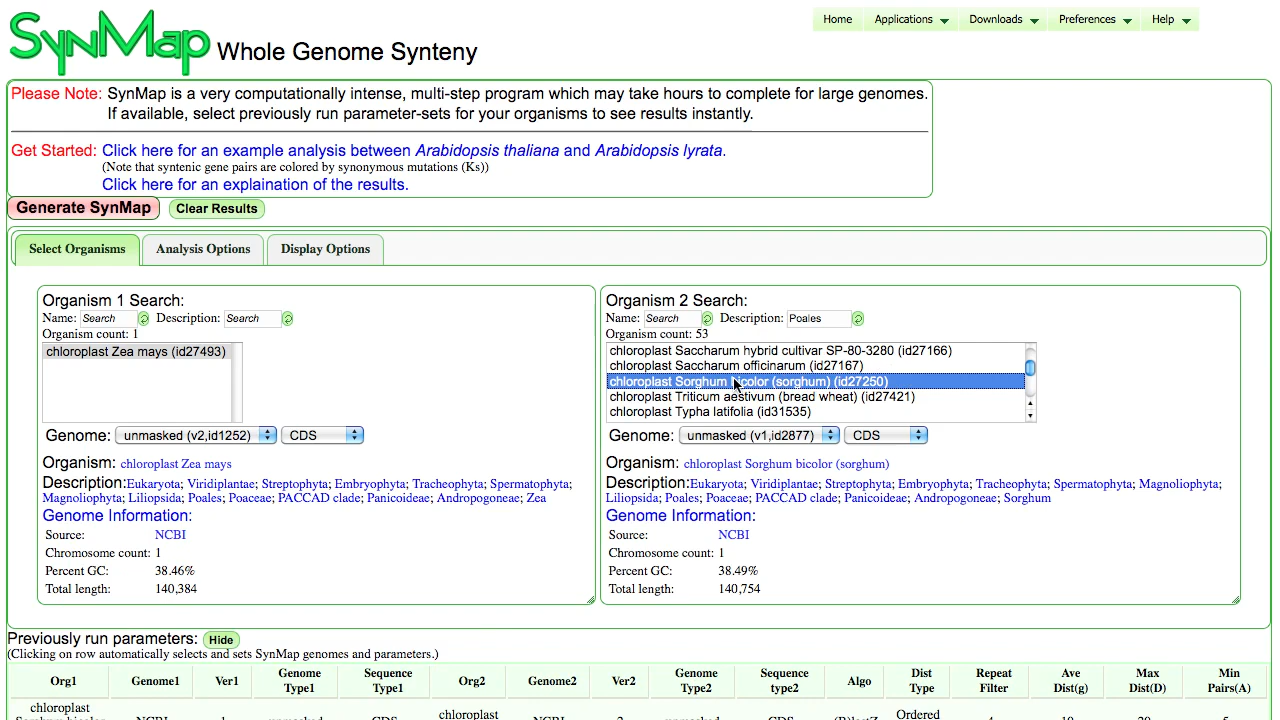 SynMap Whole Genome Synteny
Home Applications Downloads Preferences Help
Please Note: SynMap is a very computationally intense, multi-step program which may take hours to complete for large genomes.
If available, select previously run parameter-sets for your organisms to see results instantly.
Get Started: Click here for an example analysis between Arabidopsis thaliana and Arabidopsis lyrata.
(Note that syntenic gene pairs are colored by synonymous mutations (Ks))
Click here for an explaination of the results.
Generate SynMap Clear Results
Select Organisms Analysis Options Display Options
Organism 1 Search:
Name: Search Description: Search
Organism count: 1
chloroplast Zea mays (id27493)
Genome: unmasked (v2,id1252) CDS
Organism: chloroplast Zea mays
Description:Eukaryota; Viridiplantae; Streptophyta; Embryophyta; Tracheophyta; Spermatophyta;
Magnoliophyta; Liliopsida; Poales; Poaceae; PACCAD clade; Panicoideae; Andropogoneae; Zea
Genome Information:
Source: NCBI
Chromosome count: 1
Percent GC: 38.46%
Total length: 140,384
Organism 2 Search:
Name: Search Description: Poales
Organism count: 53
chloroplast Saccharum hybrid cultivar SP-80-3280 (id27166)
chloroplast Saccharum officinarum (id27167)
chloroplast Sorghum bicolor (sorghum) (id27250)
chloroplast Triticum aestivum (bread wheat) (id27421)
chloroplast Typha latifolia (id31535)
Genome: unmasked (v1,id2877) CDS
Organism: chloroplast Sorghum bicolor (sorghum)
Description:Eukaryota; Viridiplantae; Streptophyta; Embryophyta; Tracheophyta; Spermatophyta; Magnoliophyta;
Liliopsida; Poales; Poaceae; PACCAD clade; Panicoideae; Andropogoneae; Sorghum
Genome Information:
Source: NCBI
Chromosome count: 1
Percent GC: 38.49%
Total length: 140,754
Previously run parameters: Hide
(Clicking on row automatically selects and sets SynMap genomes and parameters.)
Org1 Genome1 Ver1 Genome Type1 Sequence Type1 Org2 Genome2 Ver2 Genome Type2 Sequence type2 Algo Dist Type Repeat Filter Ave Dist(g) Max Dist(D) Min Pairs(A)
chloroplast chloroplast Ordered